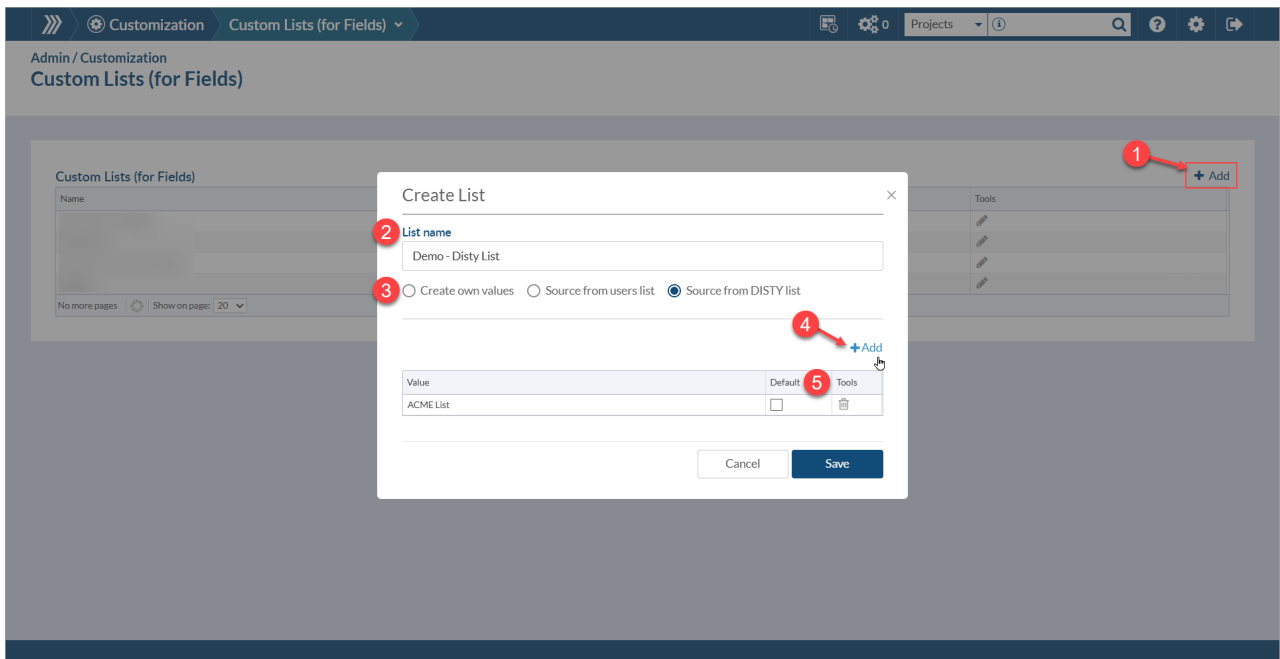 Customization Custom Lists (for Fields) 0 Projects
Admin / Customization
Custom Lists (for Fields)
1
Custom Lists (for Fields) + Add
Name Tools
No more pages Show on page: 20
Create List
2 List name
Demo - Disty List
3 Create own values Source from users list Source from DISTY list
4
+Add
Value Default 5 Tools
ACME List
Cancel Save